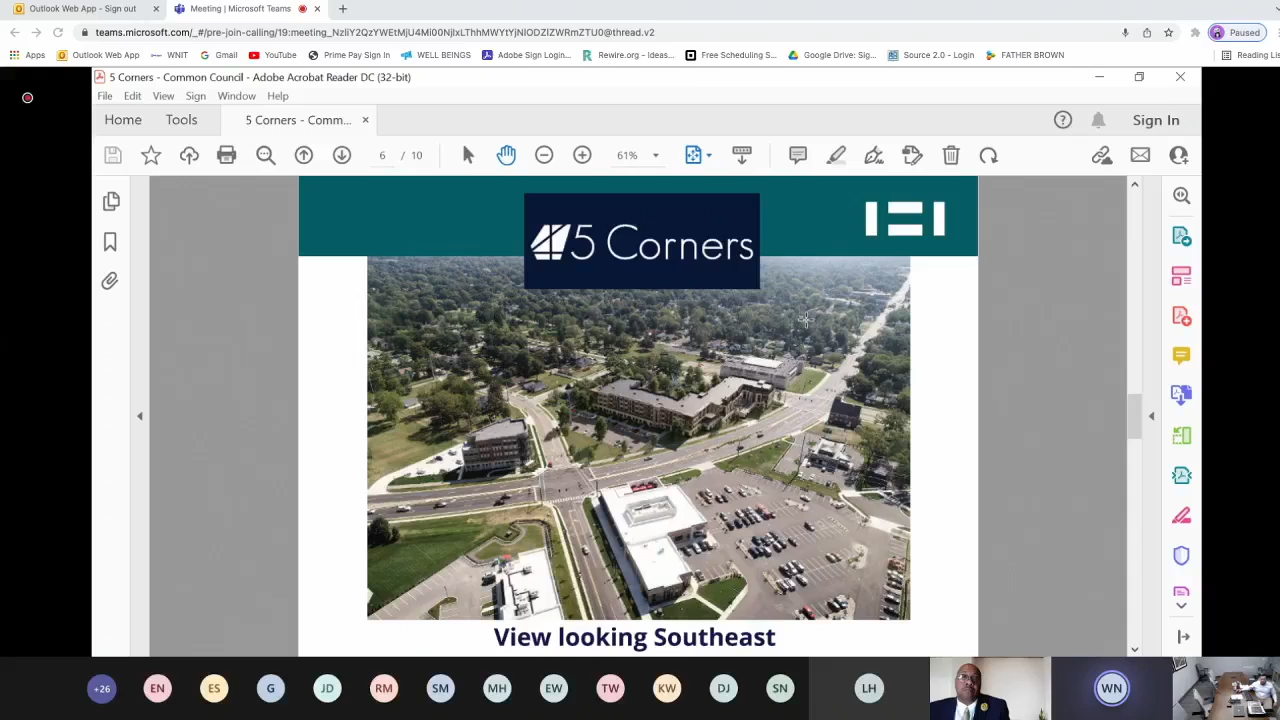 Outlook Web App - Sign out
Meeting | Microsoft Teams
teams.microsoft.com/_#/pre-join-calling/19:meeting_NzIiY2QzYWEtMjU4Mi00NjIxLThhMWYtYjNlODZlZWRmZTU0@thread.v2
Paused
Apps
Outlook Web App
WNIT
Gmail
YouTube
Prime Pay Sign In
WELL BEINGS
Adobe Sign Login...
Rewire.org - ideas...
Free Scheduling S...
Google Drive: Sig...
Source 2.0 - Login
FATHER BROWN
Reading List
5 Corners - Common Council - Adobe Acrobat Reader DC (32-bit)
File Edit View Sign Window Help
Home Tools 5 Corners - Comm...
Sign In
6 / 10
61%
5 Corners
View looking Southeast
+26 EN ES G JD RM SM MH EW TW KW DJ SN LH WN